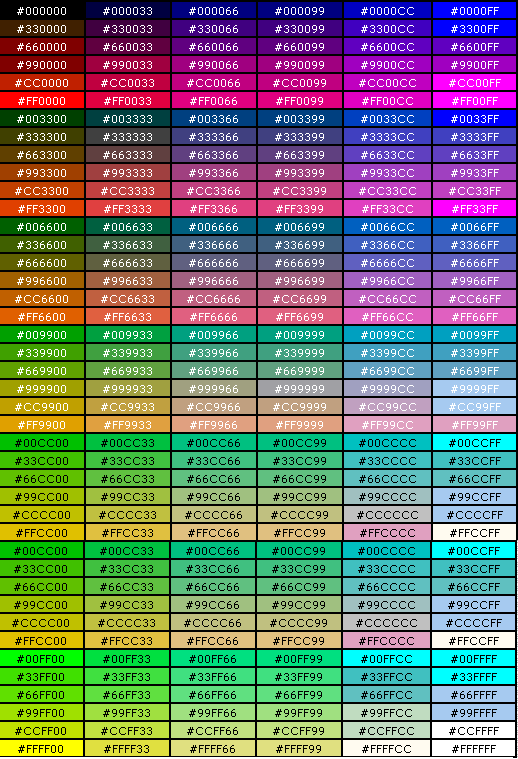 #000000 #000033 #000066 #000099 #0000CC #0000FF
#330000 #330033 #330066 #330099 #3300CC #3300FF
#660000 #660033 #660066 #660099 #6600CC #6600FF
#990000 #990033 #990066 #990099 #9900CC #9900FF
#CC0000 #CC0033 #CC0066 #CC0099 #CC00CC #CC00FF
#FF0000 #FF0033 #FF0066 #FF0099 #FF00CC #FF00FF
#003300 #003333 #003366 #003399 #0033CC #0033FF
#333300 #333333 #333366 #333399 #3333CC #3333FF
#663300 #663333 #663366 #663399 #6633CC #6633FF
#993300 #993333 #993366 #993399 #9933CC #9933FF
#CC3300 #CC3333 #CC3366 #CC3399 #CC33CC #CC33FF
#FF3300 #FF3333 #FF3366 #FF3399 #FF33CC #FF33FF
#006600 #006633 #006666 #006699 #0066CC #0066FF
#336600 #336633 #336666 #336699 #3366CC #3366FF
#666600 #666633 #666666 #666699 #6666CC #6666FF
#996600 #996633 #996666 #996699 #9966CC #9966FF
#CC6600 #CC6633 #CC6666 #CC6699 #CC66CC #CC66FF
#FF6600 #FF6633 #FF6666 #FF6699 #FF66CC #FF66FF
#009900 #009933 #009966 #009999 #0099CC #0099FF
#339900 #339933 #339966 #339999 #3399CC #3399FF
#669900 #669933 #669966 #669999 #6699CC #6699FF
#999900 #999933 #999966 #999999 #9999CC #9999FF
#CC9900 #CC9933 #CC9966 #CC9999 #CC99CC #CC99FF
#FF9900 #FF9933 #FF9966 #FF9999 #FF99CC #FF99FF
#00CC00 #00CC33 #00CC66 #00CC99 #00CCCC #00CCFF
#33CC00 #33CC33 #33CC66 #33CC99 #33CCCC #33CCFF
#66CC00 #66CC33 #66CC66 #66CC99 #66CCCC #66CCFF
#99CC00 #99CC33 #99CC66 #99CC99 #99CCCC #99CCFF
#CCCC00 #CCCC33 #CCCC66 #CCCC99 #CCCCCC #CCCCFF
#FFCC00 #FFCC33 #FFCC66 #FFCC99 #FFCCCC #FFCCFF
#00CC00 #00CC33 #00CC66 #00CC99 #00CCCC #00CCFF
#33CC00 #33CC33 #33CC66 #33CC99 #33CCCC #33CCFF
#66CC00 #66CC33 #66CC66 #66CC99 #66CCCC #66CCFF
#99CC00 #99CC33 #99CC66 #99CC99 #99CCCC #99CCFF
#CCCC00 #CCCC33 #CCCC66 #CCCC99 #CCCCCC #CCCCFF
#FFCC00 #FFCC33 #FFCC66 #FFCC99 #FFCCCC #FFCCFF
#00FF00 #00FF33 #00FF66 #00FF99 #00FFCC #00FFFF
#33FF00 #33FF33 #33FF66 #33FF99 #33FFCC #33FFFF
#66FF00 #66FF33 #66FF66 #66FF99 #66FFCC #66FFFF
#99FF00 #99FF33 #99FF66 #99FF99 #99FFCC #99FFFF
#CCFF00 #CCFF33 #CCFF66 #CCFF99 #CCFFCC #CCFFFF
#FFFF00 #FFFF33 #FFFF66 #FFFF99 #FFFFCC #FFFFFF